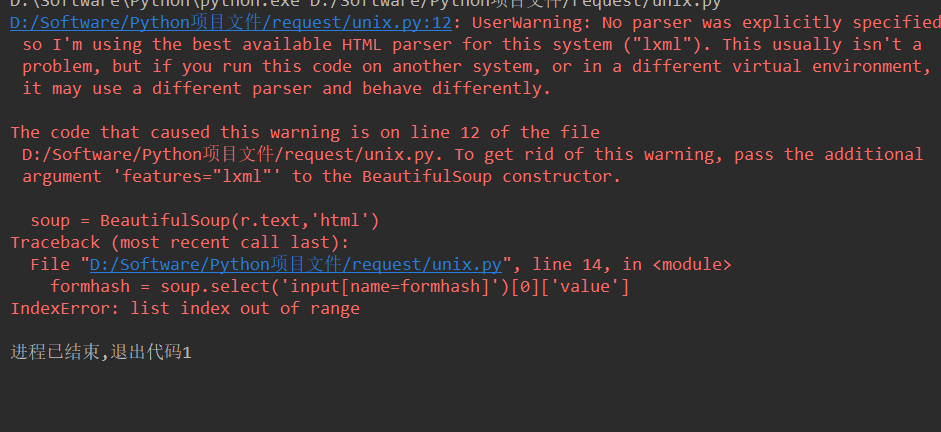 D:\Software\Python\python.exe D:/Software/Python项目文件/request/unix.py
D:/Software/Python项目文件/request/unix.py:12: UserWarning: No parser was explicitly specified
so I'm using the best available HTML parser for this system ("lxml"). This usually isn't a
problem, but if you run this code on another system, or in a different virtual environment,
it may use a different parser and behave differently.
The code that caused this warning is on line 12 of the file
D:/Software/Python项目文件/request/unix.py. To get rid of this warning, pass the additional
argument 'features="lxml"' to the BeautifulSoup constructor.
soup = BeautifulSoup(r.text,'html')
Traceback (most recent call last):
File "D:/Software/Python项目文件/request/unix.py", line 14, in <module>
formhash = soup.select('input[name=formhash]')[0]['value']
IndexError: list index out of range
进程已结束,退出代码1